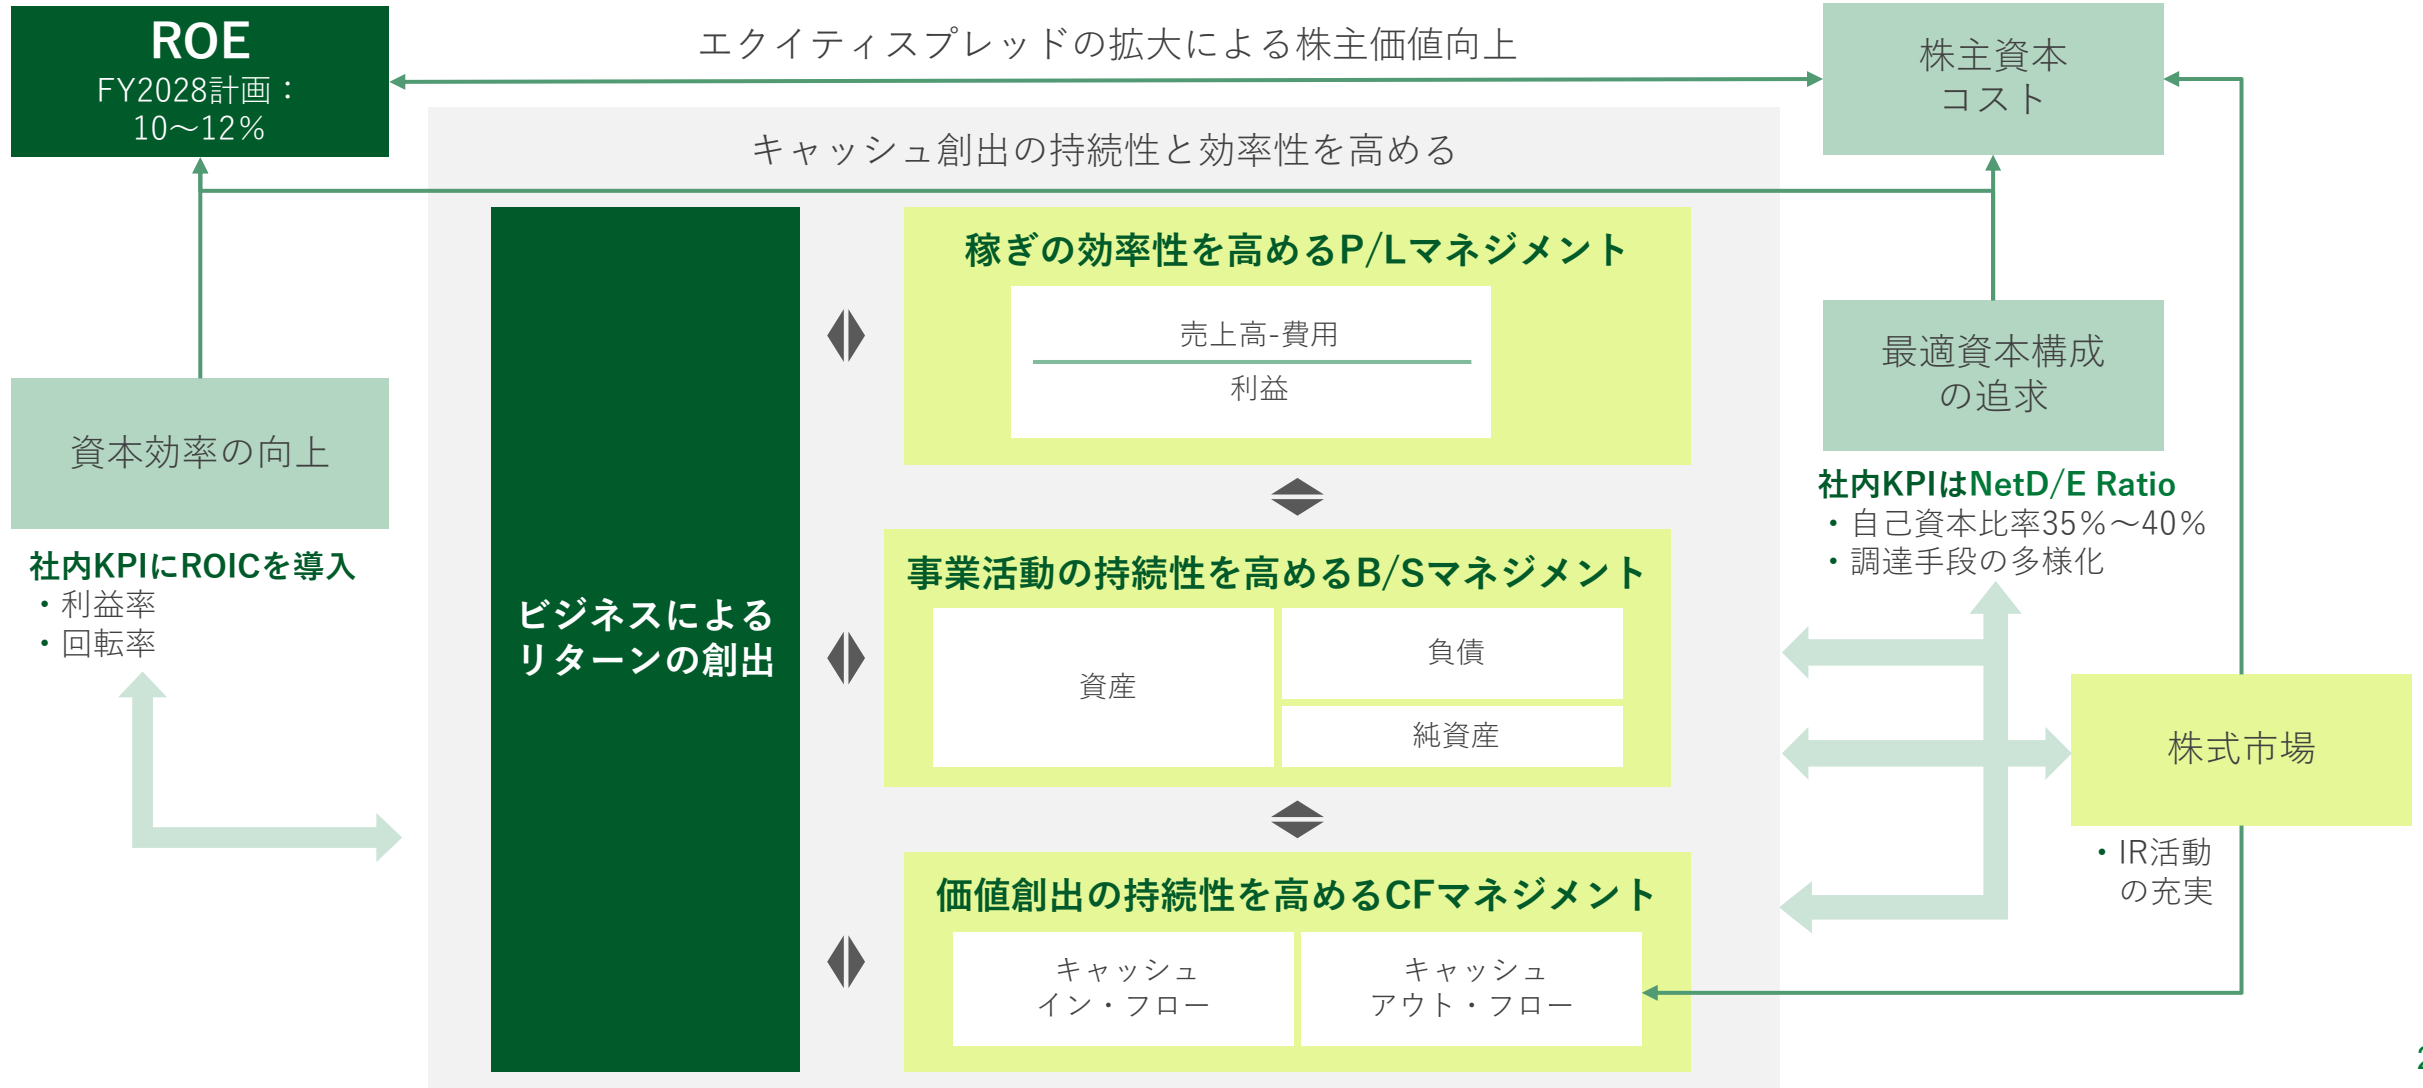 ROE
FY2028計画：
10～12%
エクイティスプレッドの拡大による株主価値向上
株主資本
コスト
キャッシュ創出の持続性と効率性を高める
稼ぎの効率性を高めるP/Lマネジメント
売上高-費用
利益
最適資本構成
の追求
資本効率の向上
社内KPIはNetD/E Ratio
・自己資本比率35%～40%
・調達手段の多様化
社内KPIにROICを導入
・利益率
・回転率
ビジネスによる
リターンの創出
事業活動の持続性を高めるB/Sマネジメント
資産
負債
純資産
株式市場
・IR活動
の充実
価値創出の持続性を高めるCFマネジメント
キャッシュ
イン・フロー
キャッシュ
アウト・フロー